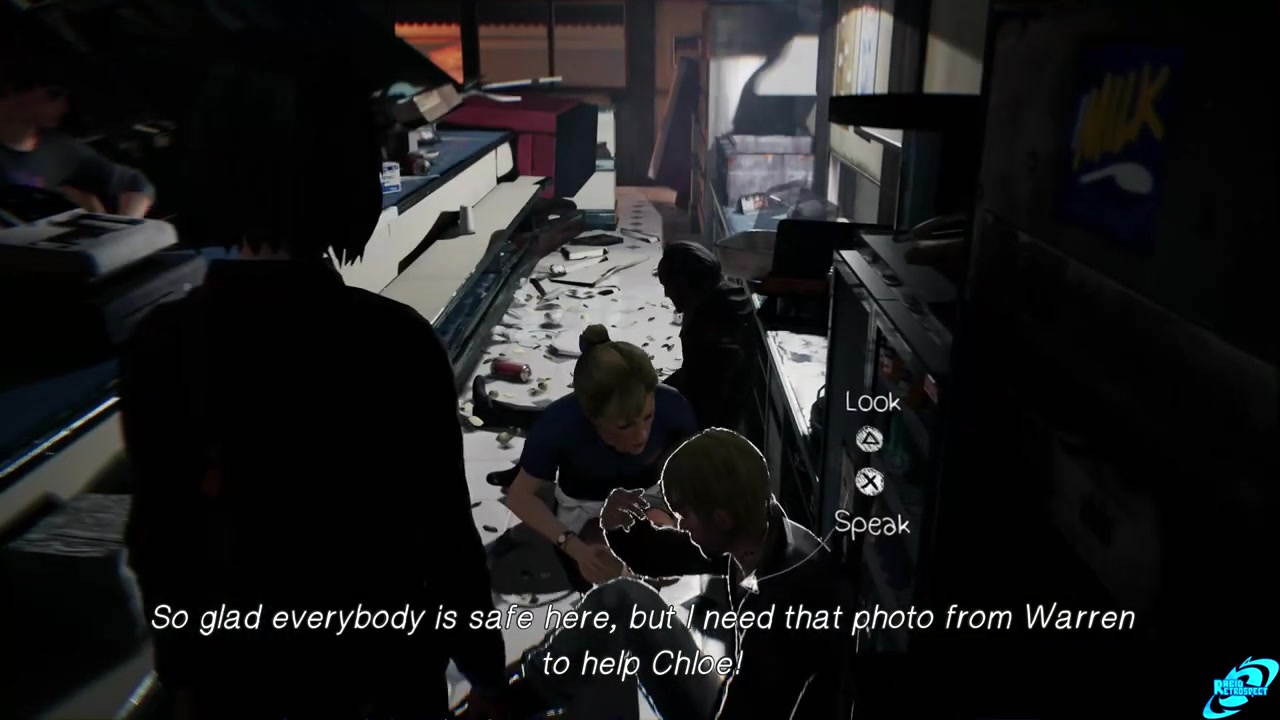 MILK
Look
Speak
So glad everybody is safe here, but I need that photo from Warren
to help Chloe!
RABID
RETROSPECT